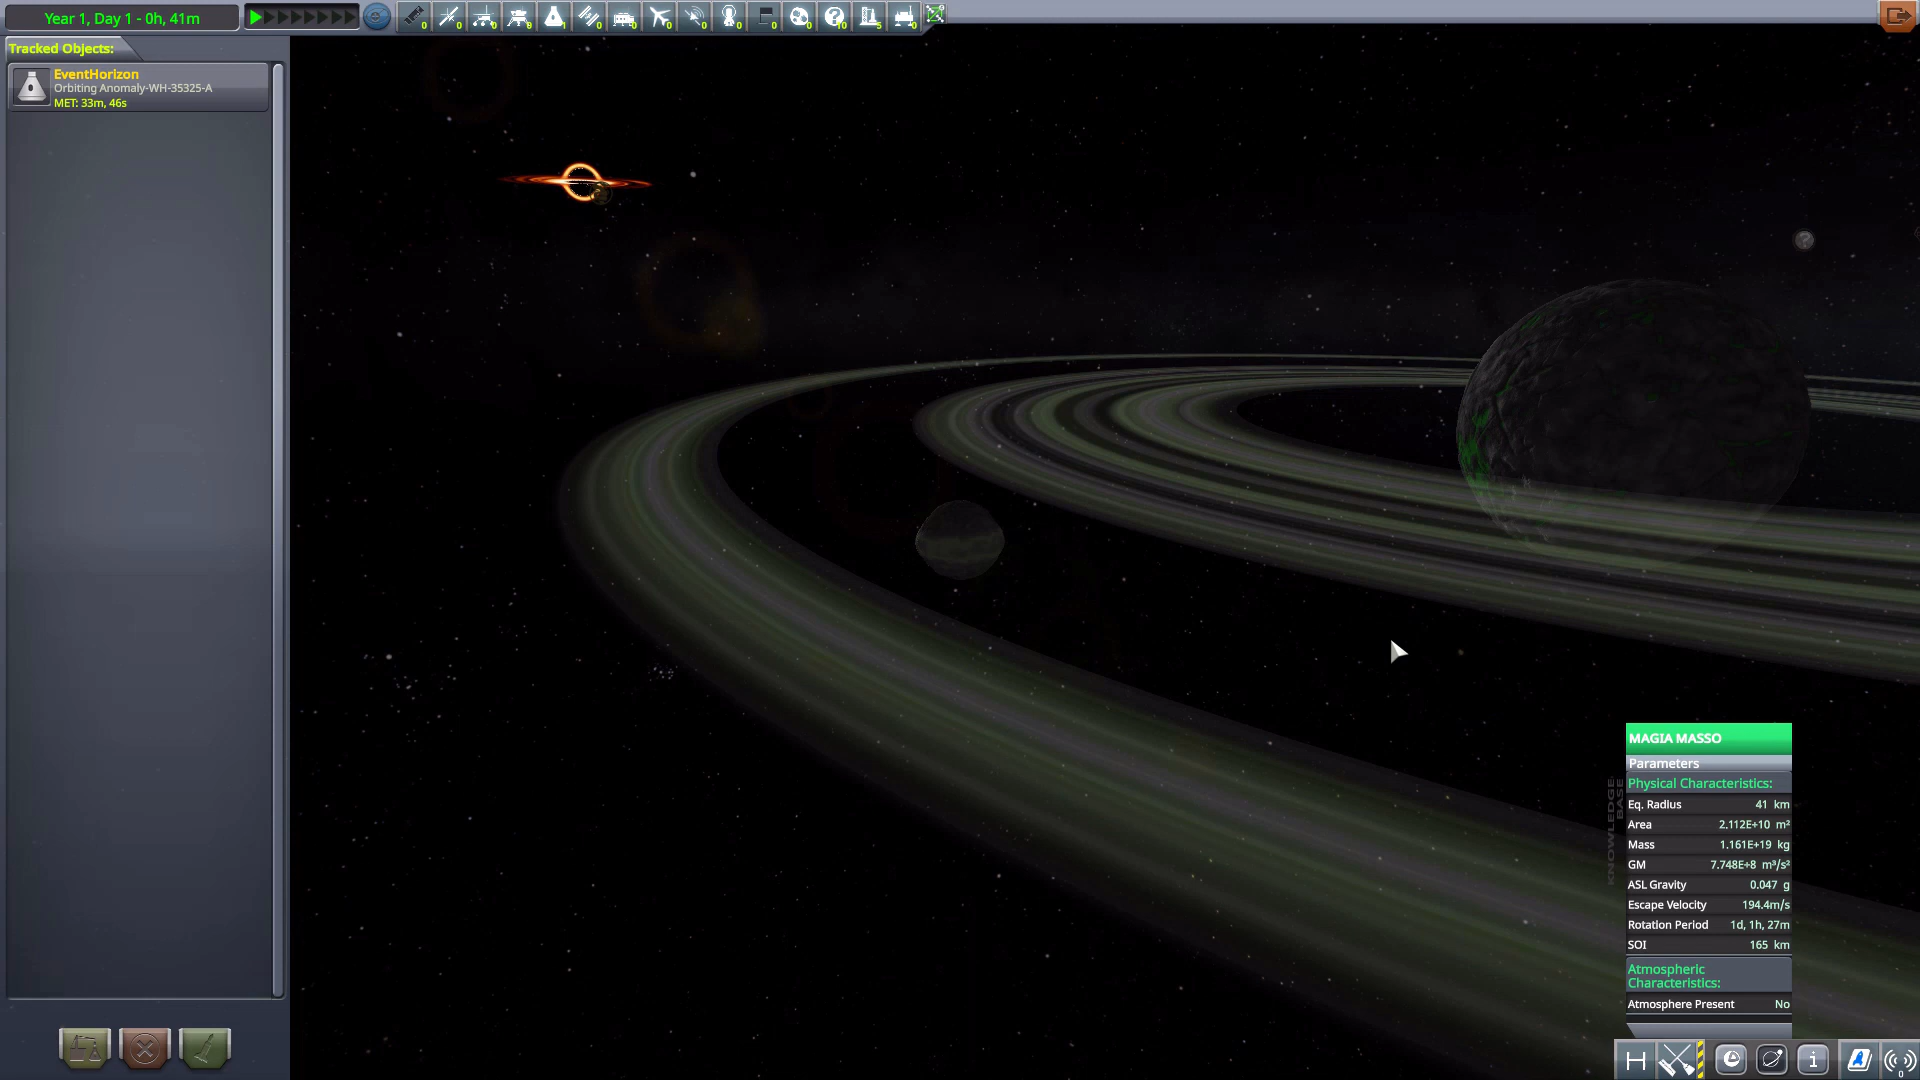 Year 1, Day 1 - 0h, 41m
Tracked Objects:
EventHorizon
Orbiting Anomaly-WH-35325-A
MET: 33m, 46s
MAGIA MASSO
Parameters
Physical Characteristics:
Eq. Radius 41 km
Area 2.112E+10 m²
Mass 1.161E+19 kg
GM 7.748E+8 m³/s²
ASL Gravity 0.047 g
Escape Velocity 194.4m/s
Rotation Period 1d, 1h, 27m
SOI 165 km
Atmospheric
Characteristics:
Atmosphere Present No
KNOWLEDGE
BASE